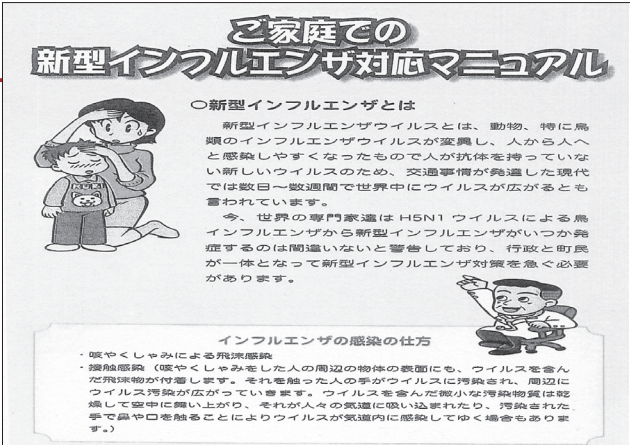 ご家庭での
新型インフルエンザ対応マニュアル
〇新型インフルエンザとは
新型インフルエンザウイルスとは、動物、特に鳥
類のインフルエンザウイルスが変異し、人から人へ
と感染しやすくなったもので人が抗体を持っていな
い新しいウイルスのため、交通事情が発達した現代
では数日～数週間で世界中にウイルスが広がるとも
言われています。
今、世界の専門家達はH5N1ウイルスによる鳥
インフルエンザから新型インフルエンザがいつか発
症するのは間違いないと警告しており、行政と町民
が一体となって新型インフルエンザ対策を急ぐ必要
があります。
インフルエンザの感染の仕方
・咳やくしゃみによる飛沫感染
・接触感染（咳やくしゃみをした人の周辺の物体の表面にも、ウイルスを含ん
だ飛沫物が付着します。それを触った人の手がウイルスに汚染され、周辺に
ウイルス汚染が広がっていきます。ウイルスを含んだ微小な汚染物質は乾
燥して空中に舞い上がり、それが人々の気道に吸い込まれたり、汚染された
手で鼻や口を触ることによりウイルスが気道内に感染してゆく場合もありま
す。）